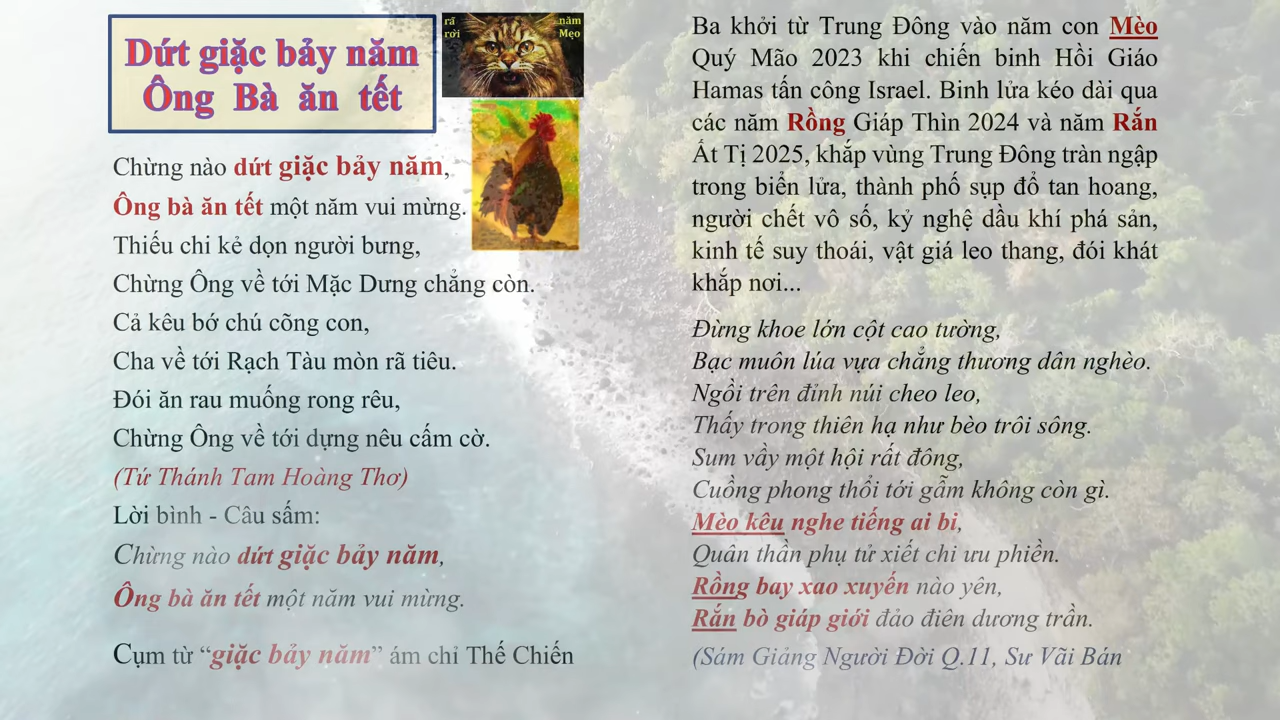 Dứt giặc bảy năm
Ông Bà ăn tết
rã
rời
năm
Mẹo
Chừng nào dứt giặc bảy năm,
Ông bà ăn tết một năm vui mừng.
Thiếu chi kẻ dọn người bưng,
Chừng Ông về tới Mặc Dưng chẳng còn.
Cả kêu bớ chú cõng con,
Cha về tới Rạch Tàu mòn rã tiêu.
Đói ăn rau muống rong rêu,
Chừng Ông về tới dựng nêu cấm cờ.
(Tứ Thánh Tam Hoàng Thơ)
Lời bình - Câu sấm:
Chừng nào dứt giặc bảy năm,
Ông bà ăn tết một năm vui mừng.
Cụm từ “giặc bảy năm” ám chỉ Thế Chiến
Ba khởi từ Trung Đông vào năm con Mèo
Quý Mão 2023 khi chiến binh Hồi Giáo
Hamas tấn công Israel. Binh lửa kéo dài qua
các năm Rồng Giáp Thìn 2024 và năm Rắn
Ất Tị 2025, khắp vùng Trung Đông tràn ngập
trong biển lửa, thành phố sụp đổ tan hoang,
người chết vô số, kỷ nghệ dầu khí phá sản,
kinh tế suy thoái, vật giá leo thang, đói khát
khắp nơi...
Đừng khoe lớn cột cao tường,
Bạc muôn lúa vựa chẳng thương dân nghèo.
Ngồi trên đỉnh núi cheo leo,
Thấy trong thiên hạ như bèo trôi sông.
Sum vầy một hội rất đông,
Cuồng phong thổi tới gẫm không còn gì.
Mèo kêu nghe tiếng ai bi,
Quân thần phụ tử xiết chi ưu phiền.
Rồng bay xao xuyến nào yên,
Rắn bò giáp giới đảo điên dương trần.
(Sám Giảng Người Đời Q.11, Sư Vãi Bán